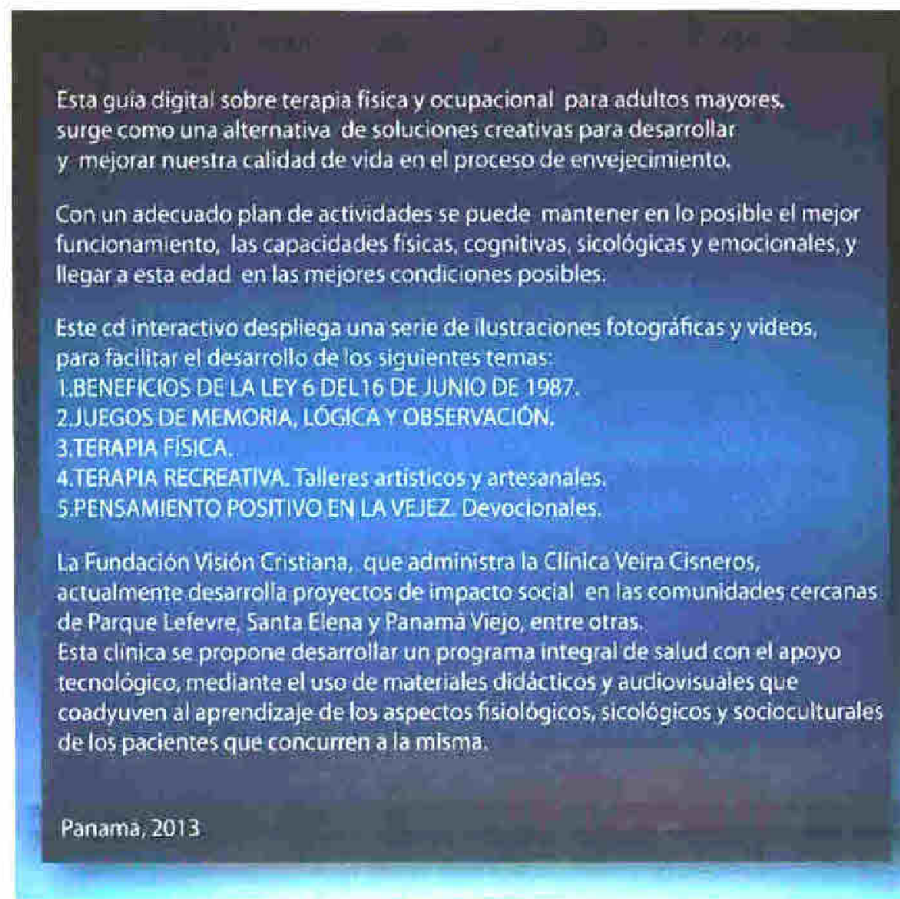 Esta guia digital sobre terapia física y ocupacional para adultos mayores,
surge como una alternativa de soluciones creativas para desarrollar
y mejorar nuestra calidad de vida en el proceso de envejecimiento.
Con un adecuado plan de actividades se puede mantener en lo posible el mejor
funcionamiento, las capacidades físicas, cognitivas, sicológicas y emocionales, y
llegar a esta edad en las mejores condiciones posibles.
Este cd interactivo despliega una serie de ilustraciones fotográficas y videos,
para facilitar el desarrollo de los siguientes temas:
1.BENEFICIOS DE LA LEY 6 DEL16 DE JUNIO DE 1987.
2.JUEGOS DE MEMORIA, LÓGICA Y OBSERVACIÓN.
3.TERAPIA FÍSICA.
4.TERAPIA RECREATIVA. Talleres artísticos y artesanales.
5.PENSAMIENTO POSITIVO EN LA VEJEZ. Devocionales.
La Fundación Visión Cristiana, que administra la Clínica Veira Cisneros,
actualmente desarrolla proyectos de impacto social en las comunidades cercanas
de Parque Lefevre, Santa Elena y Panamá Viejo, entre otras.
Esta clínica se propone desarrollar un programa integral de salud con el apoyo
tecnológico, mediante el uso de materiales didácticos y audiovisuales que
coadyuven al aprendizaje de los aspectos fisiológicos, sicológicos y socioculturales
de los pacientes que concurren a la misma.
Panamá, 2013